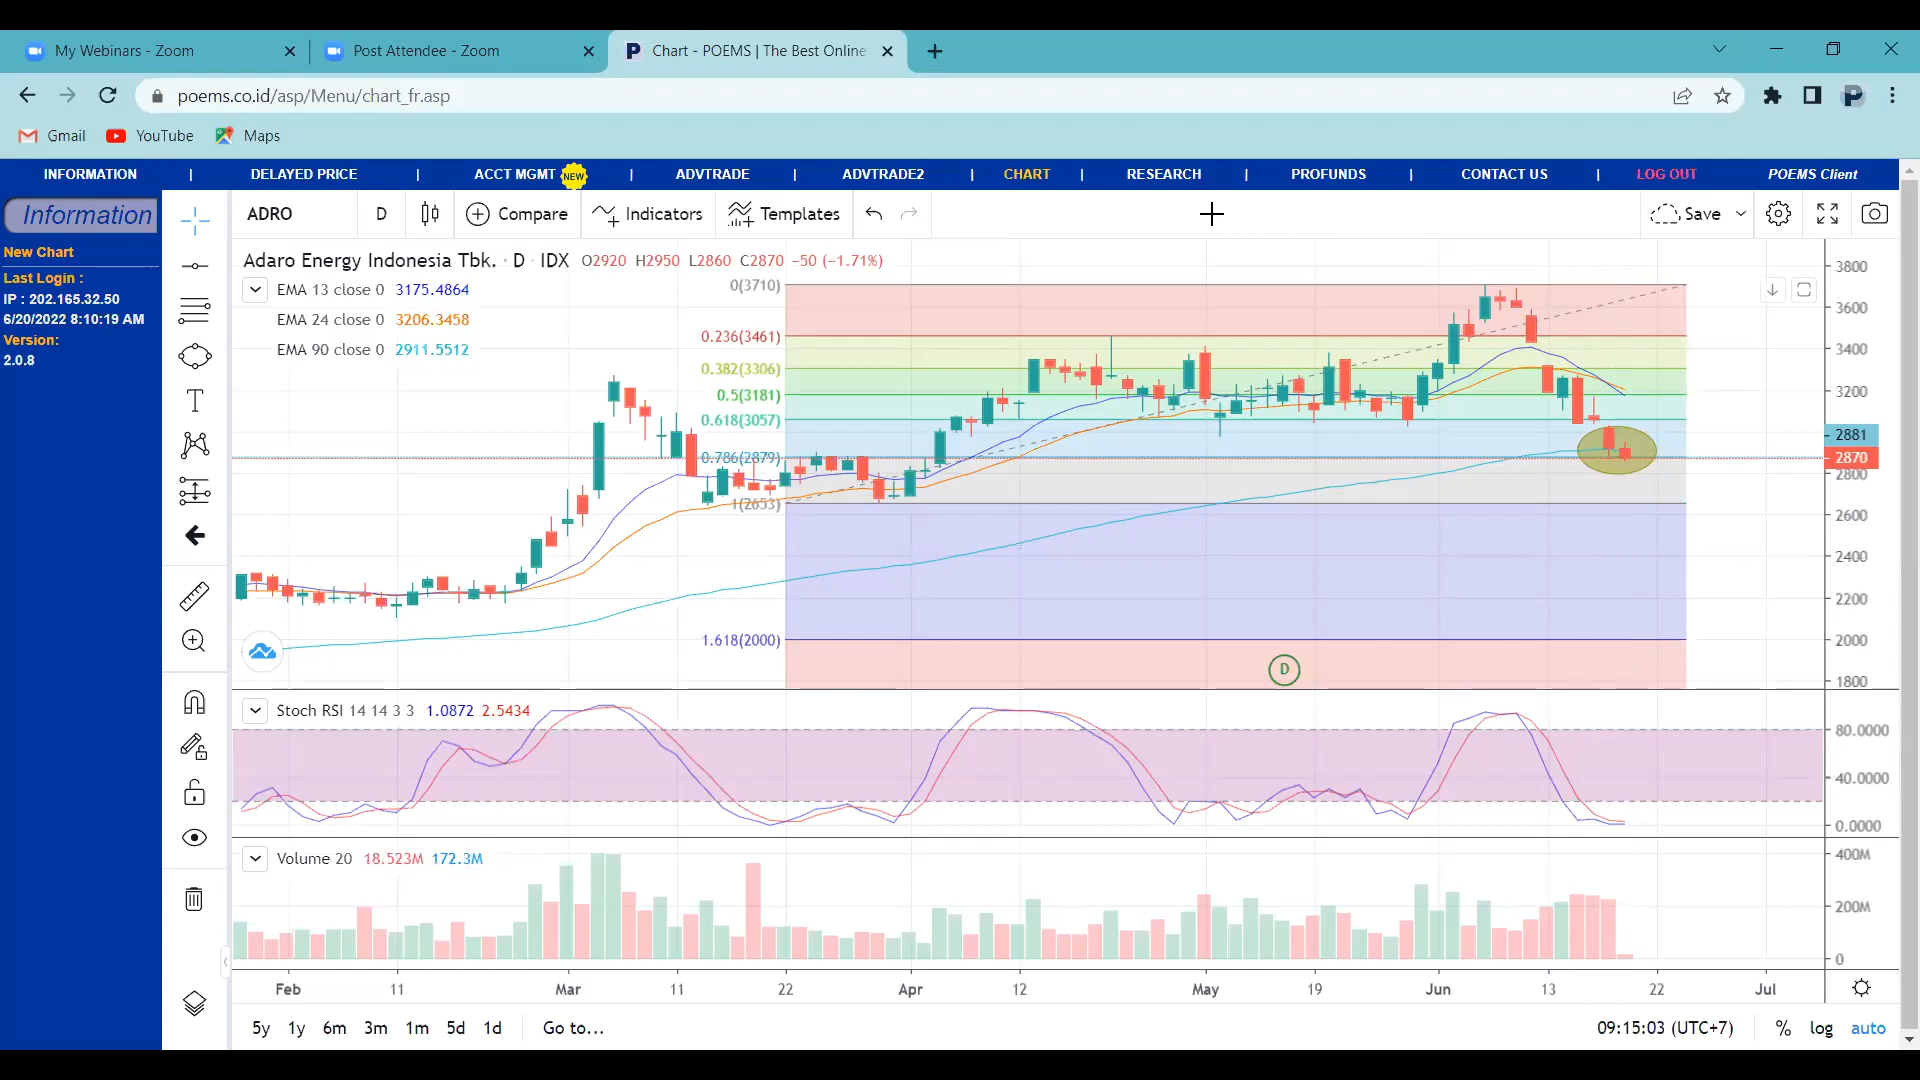 My Webinars - Zoom
Post Attendee - Zoom
Chart - POEMS | The Best Online
poems.co.id/asp/Menu/chart_fr.asp
Gmail YouTube Maps
INFORMATION | DELAYED PRICE | ACCT MGMT NEW | ADVTRADE | ADVTRADE2 | CHART | RESEARCH | PROFUNDS | CONTACT US | LOG OUT POEMS Client
Information
New Chart
Last Login :
IP : 202.165.32.50
6/20/2022 8:10:19 AM
Version:
2.0.8
ADRO D Compare Indicators Templates Save
Adaro Energy Indonesia Tbk. · D · IDX O2920 H2950 L2860 C2870 −50 (−1.71%)
EMA 13 close 0 3175.4864
EMA 24 close 0 3206.3458
EMA 90 close 0 2911.5512
0(3710)
0.236(3461)
0.382(3306)
0.5(3181)
0.618(3057)
0.786(2879)
1(2653)
1.618(2000)
D
3800
3600
3400
3200
2881
2870
2800
2600
2400
2200
2000
1800
Stoch RSI 14 14 3 3 1.0872 2.5434
80.0000
40.0000
0.0000
Volume 20 18.523M 172.3M
400M
200M
0
Feb 11 Mar 11 22 Apr 12 May 19 Jun 13 22 Jul
5y 1y 6m 3m 1m 5d 1d Go to... 09:15:03 (UTC+7) % log auto